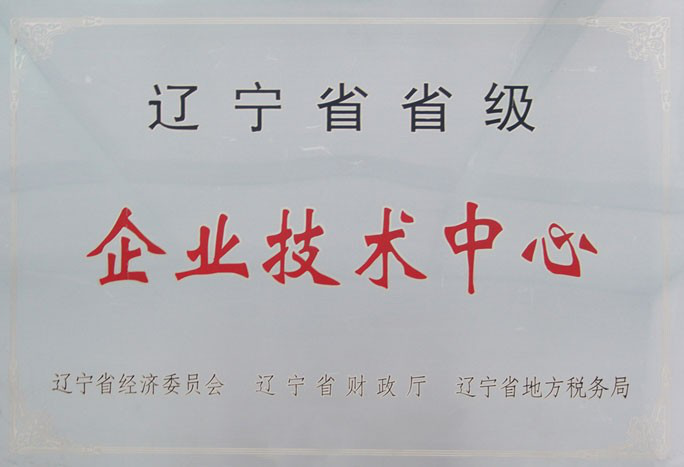 辽宁省省级
企业技术中心
辽宁省经济委员会 辽宁省财政厅 辽宁省地方税务局